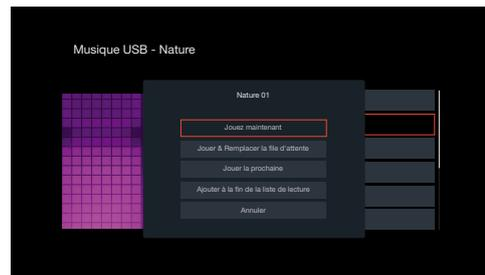 Musique USB - Nature
Nature 01
Jouez maintenant
Jouer & Remplacer la file d'attente
Jouer la prochaine
Ajouter à la fin de la liste de lecture
Annuler